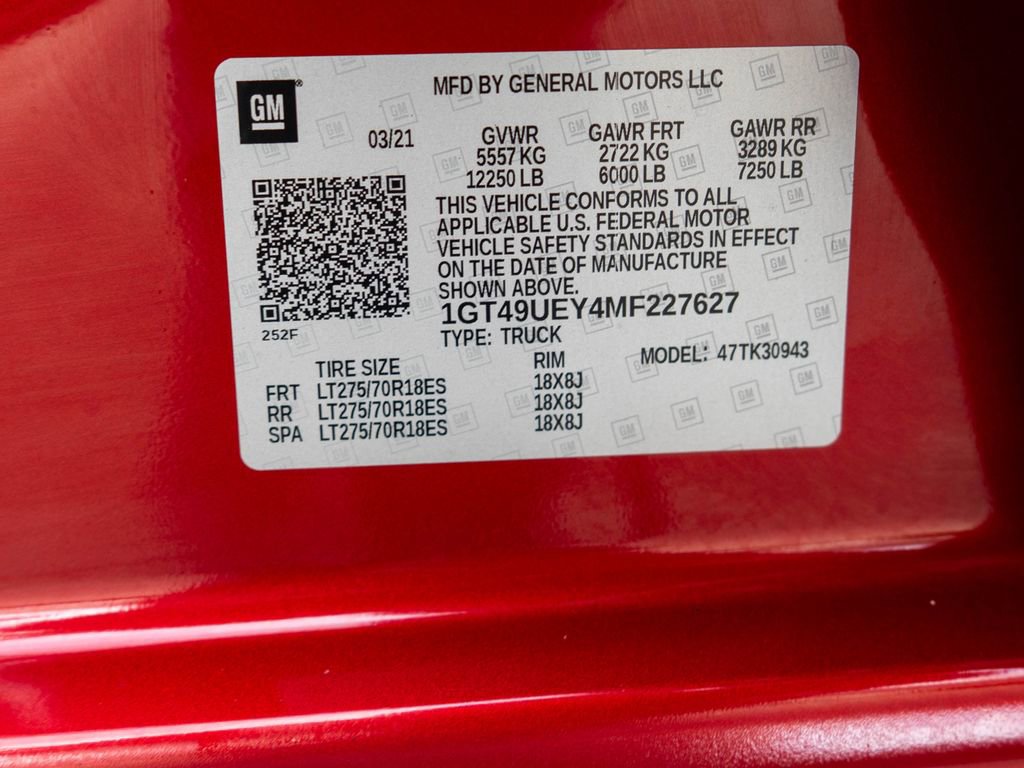 GM
MFD BY GENERAL MOTORS LLC
03/21 GVWR GAWR FRT GAWR RR
5557 KG 2722 KG 3289 KG
12250 LB 6000 LB 7250 LB
THIS VEHICLE CONFORMS TO ALL
APPLICABLE U.S. FEDERAL MOTOR
VEHICLE SAFETY STANDARDS IN EFFECT
ON THE DATE OF MANUFACTURE
SHOWN ABOVE.
1GT49UEY4MF227627
252F
TYPE: TRUCK
MODEL: 47TK30943
TIRE SIZE RIM
FRT LT275/70R18ES 18X8J
RR LT275/70R18ES 18X8J
SPA LT275/70R18ES 18X8J